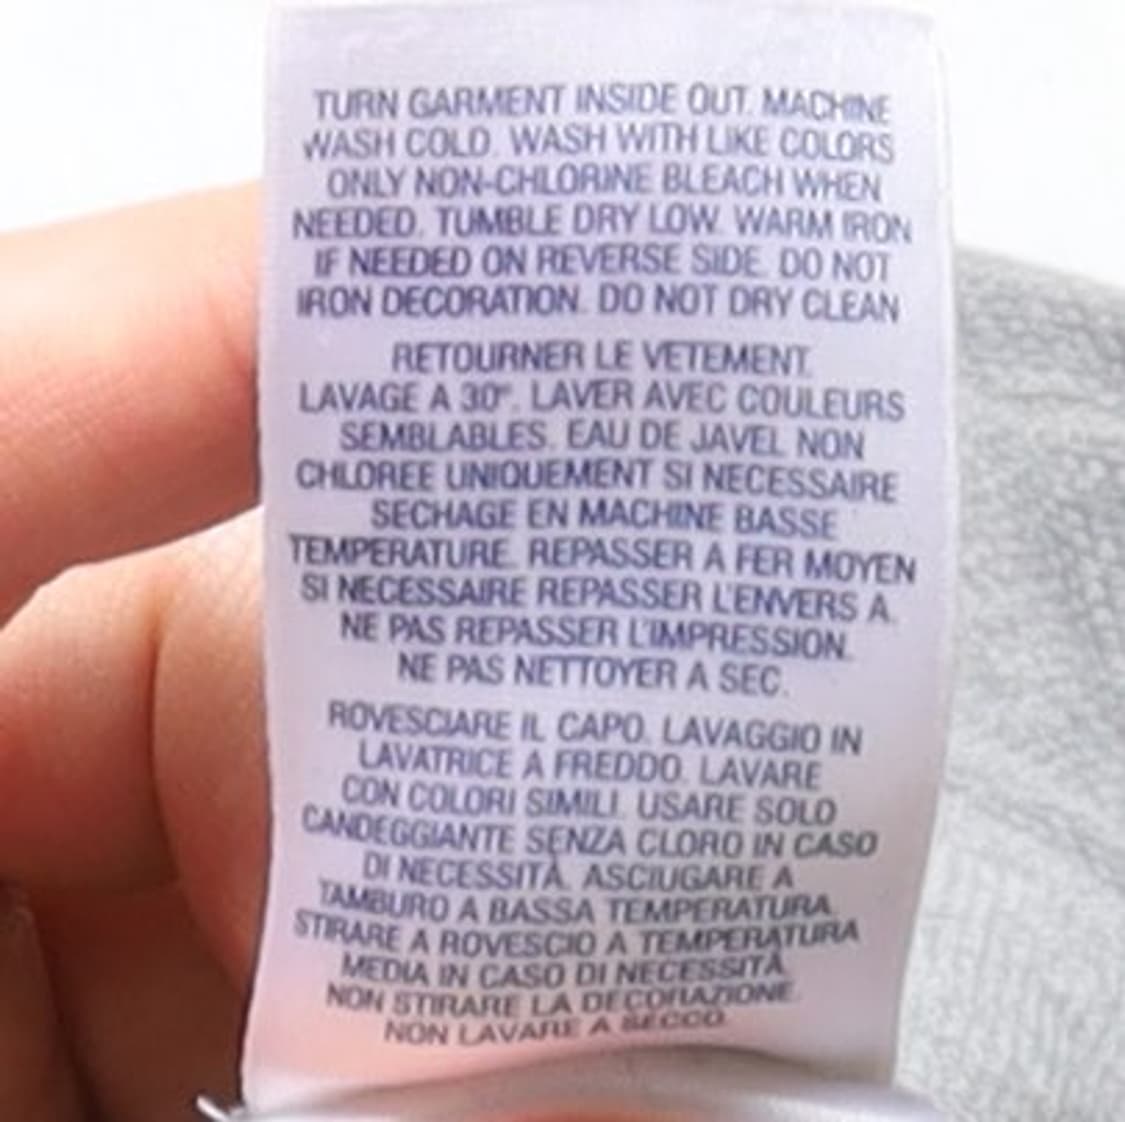 TURN GARMENT INSIDE OUT. MACHINE
WASH COLD. WASH WITH LIKE COLORS
ONLY NON-CHLORINE BLEACH WHEN
NEEDED. TUMBLE DRY LOW. WARM IRON
IF NEEDED ON REVERSE SIDE. DO NOT
IRON DECORATION. DO NOT DRY CLEAN
RETOURNER LE VETEMENT.
LAVAGE A 30°. LAVER AVEC COULEURS
SEMBLABLES. EAU DE JAVEL NON
CHLOREE UNIQUEMENT SI NECESSAIRE
SECHAGE EN MACHINE BASSE
TEMPERATURE. REPASSER A FER MOYEN
SI NECESSAIRE REPASSER L'ENVERS A.
NE PAS REPASSER L'IMPRESSION.
NE PAS NETTOYER A SEC.
ROVESCIARE IL CAPO. LAVAGGIO IN
LAVATRICE A FREDDO. LAVARE
CON COLORI SIMILI. USARE SOLO
CANDEGGIANTE SENZA CLORO IN CASO
DI NECESSITÀ. ASCIUGARE A
TAMBURO A BASSA TEMPERATURA.
STIRARE A ROVESCIO A TEMPERATURA
MEDIA IN CASO DI NECESSITÀ.
NON STIRARE LA DECORAZIONE.
NON LAVARE A SECCO.